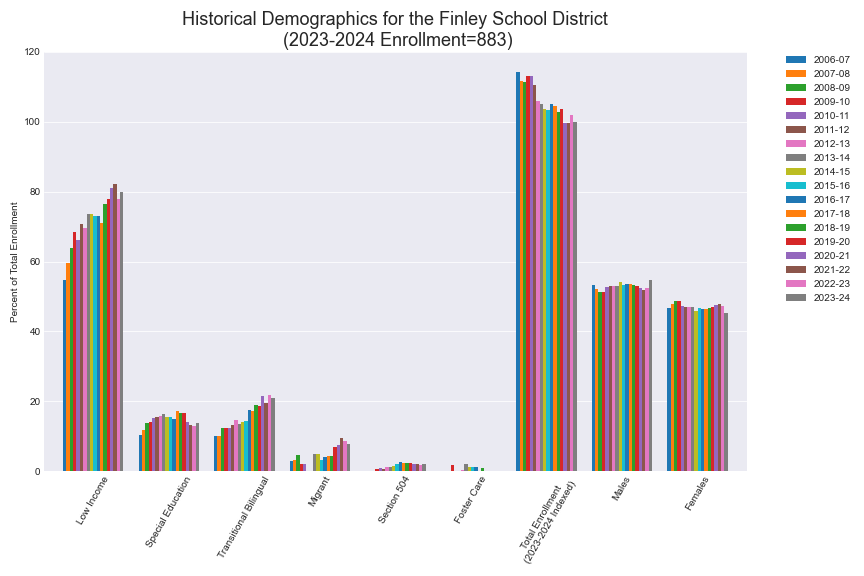 Historical Demographics for the Finley School District
(2023-2024 Enrollment=883)
Percent of Total Enrollment
120
100
80
60
40
20
0
Low Income
Special Education
Transitional Bilingual
Migrant
Section 504
Foster Care
Total Enrollment
(2023-2024 Indexed)
Males
Females
2006-07
2007-08
2008-09
2009-10
2010-11
2011-12
2012-13
2013-14
2014-15
2015-16
2016-17
2017-18
2018-19
2019-20
2020-21
2021-22
2022-23
2023-24